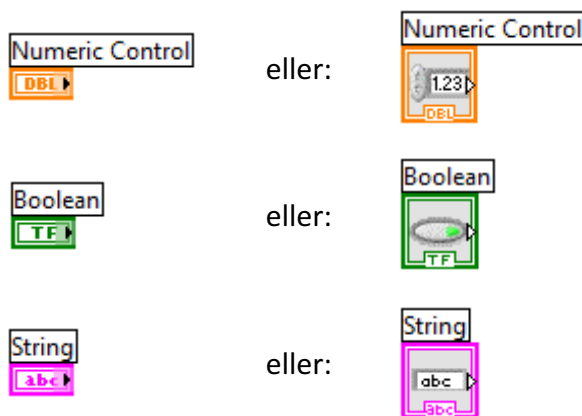 Numeric Control
DBL
eller:
Numeric Control
1.23
DBL
Boolean
TF
eller:
Boolean
TF
String
abc
eller:
String
abc
abc